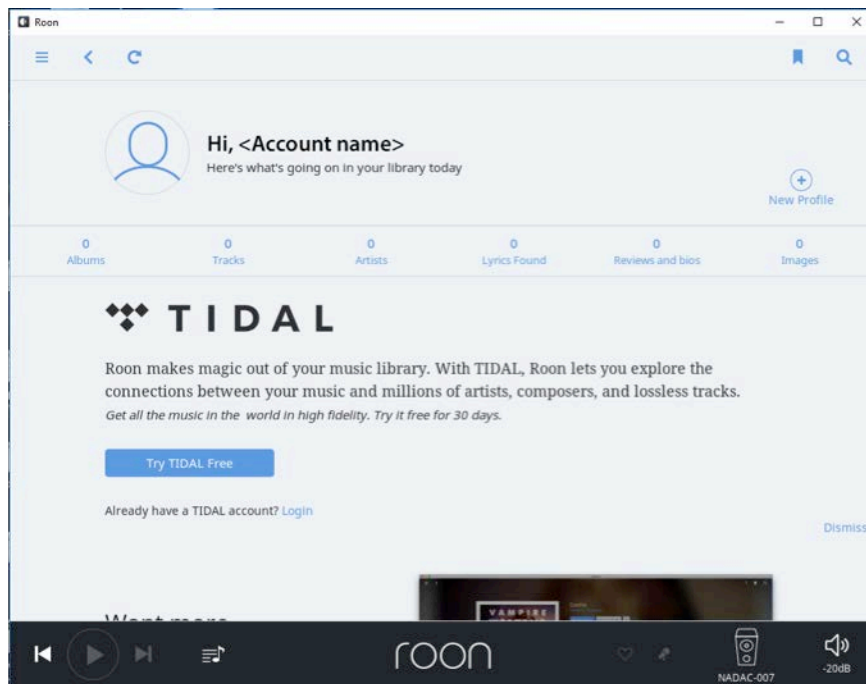 Roon
Hi, <Account name>
Here's what's going on in your library today
New Profile
0 0 0 0 0 0
Albums Tracks Artists Lyrics Found Reviews and bios Images
TIDAL
Roon makes magic out of your music library. With TIDAL, Roon lets you explore the
connections between your music and millions of artists, composers, and lossless tracks.
Get all the music in the world in high fidelity. Try it free for 30 days.
Try TIDAL Free
Already have a TIDAL account? Login
Dismiss
Want more
VAMPIRE
roon
NADAC-007
-20dB